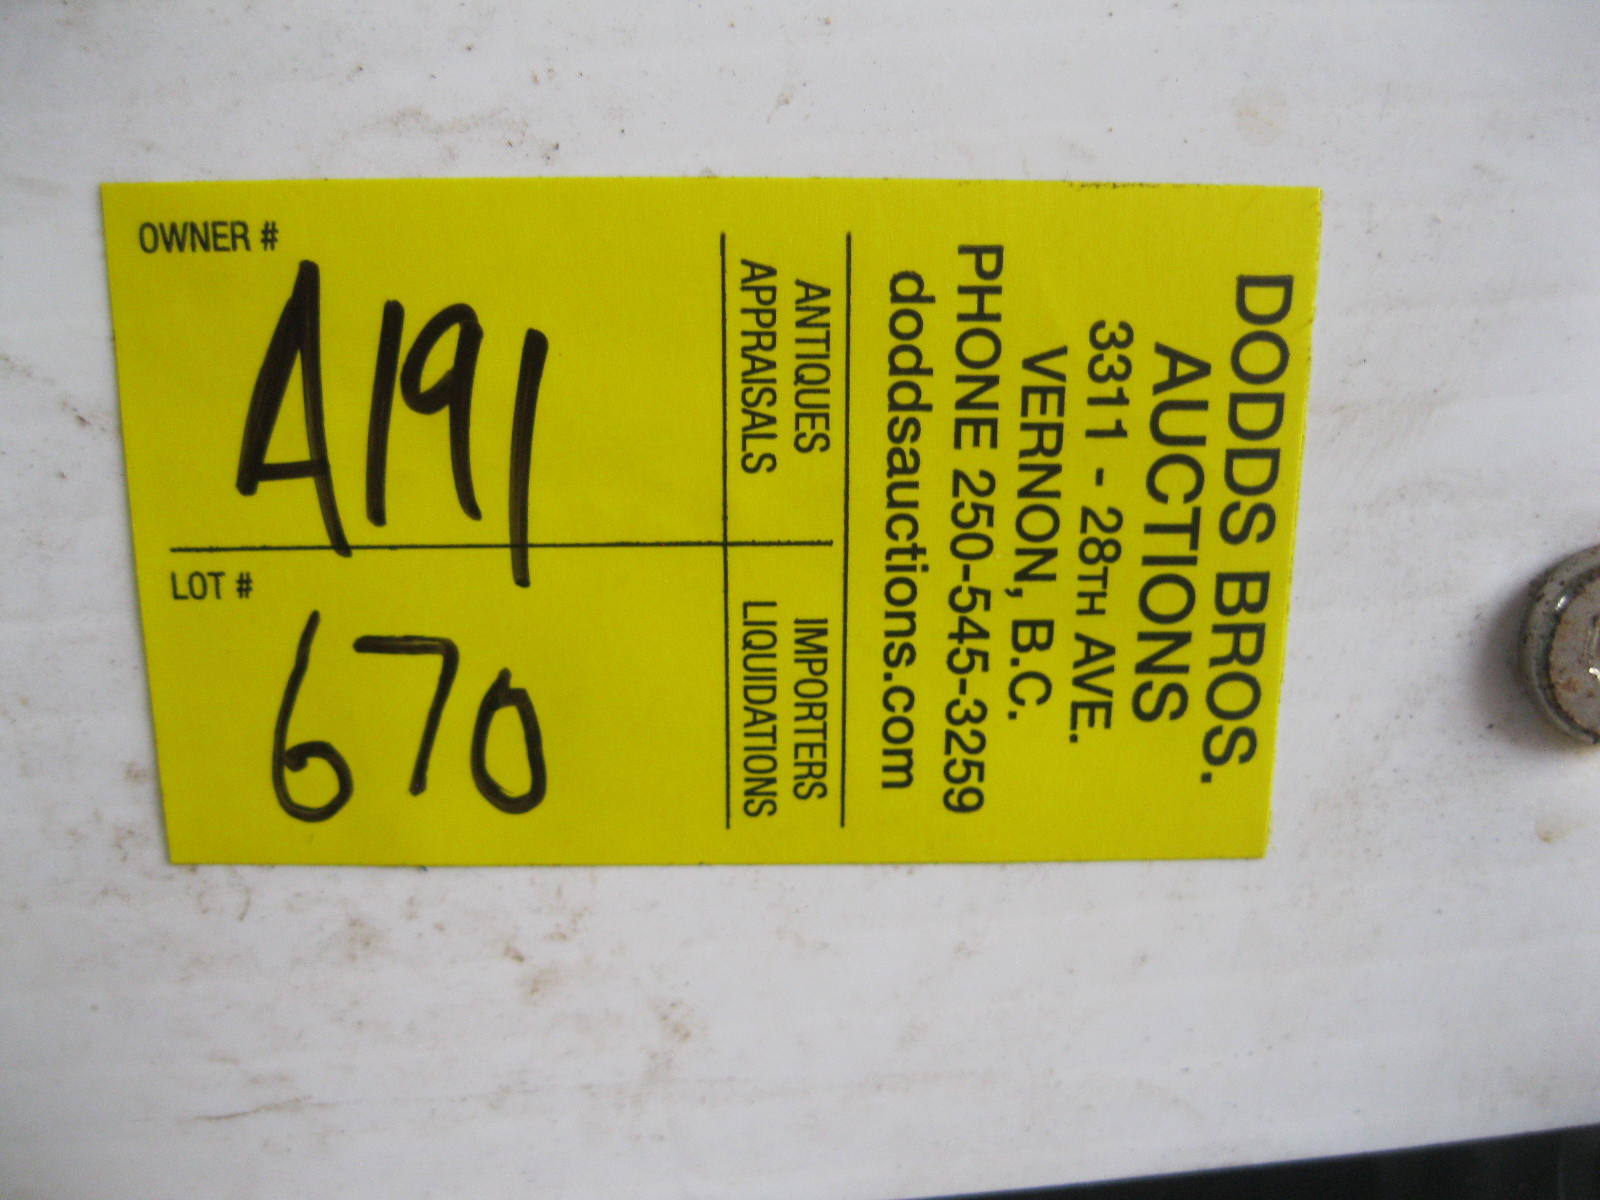 DODDS BROS.
AUCTIONS
3311 - 28TH AVE.
VERNON, B.C.
PHONE 250-545-3259
doddsauctions.com
ANTIQUES
APPRAISALS
IMPORTERS
LIQUIDATIONS
OWNER #
A191
LOT #
670